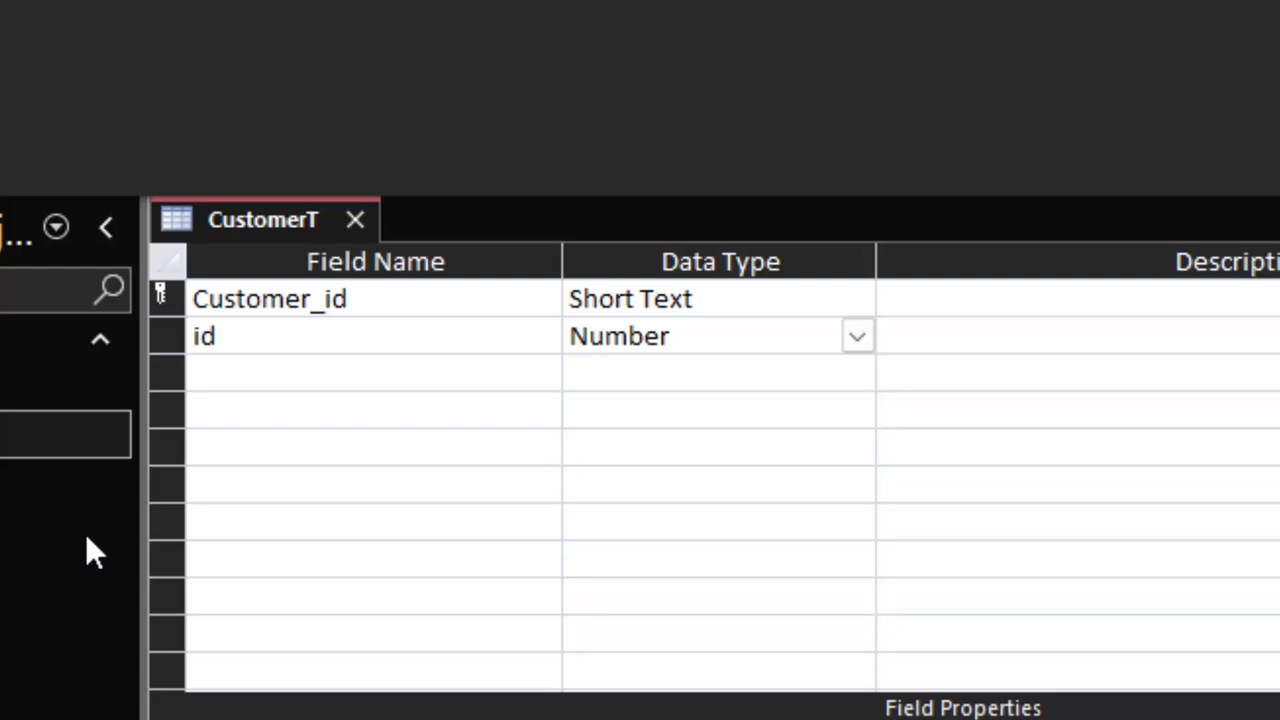 j...
CustomerT
Field Name Data Type Descripti
Customer_id Short Text
id Number
Field Properties